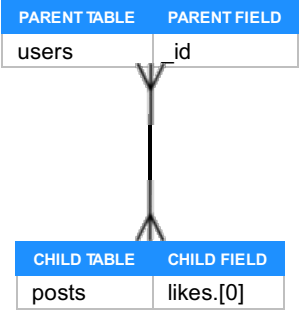 PARENT TABLE PARENT FIELD
users _id
CHILD TABLE CHILD FIELD
posts likes.[0]